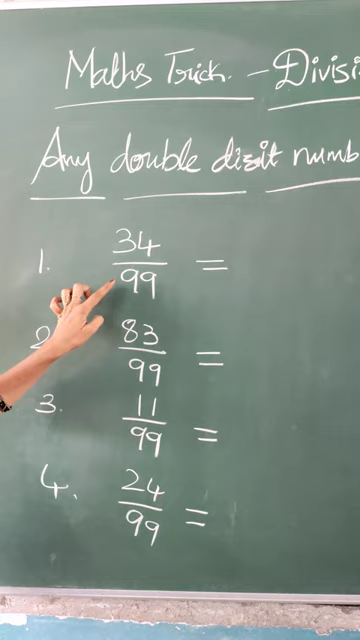 Maths Trick. - Divisi
Any double digit numb
1. 34/99 =
2 83/99 =
3. 11/99 =
4. 24/99 =